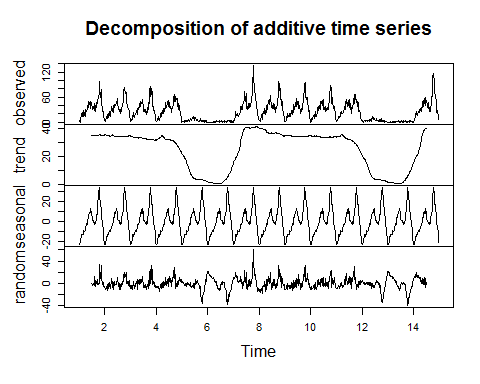 Decomposition of additive time series
observed
0 60 120
trend
0 20 40
seasonal
-20 0 20
random
-40 0 40
2 4 6 8 10 12 14
Time